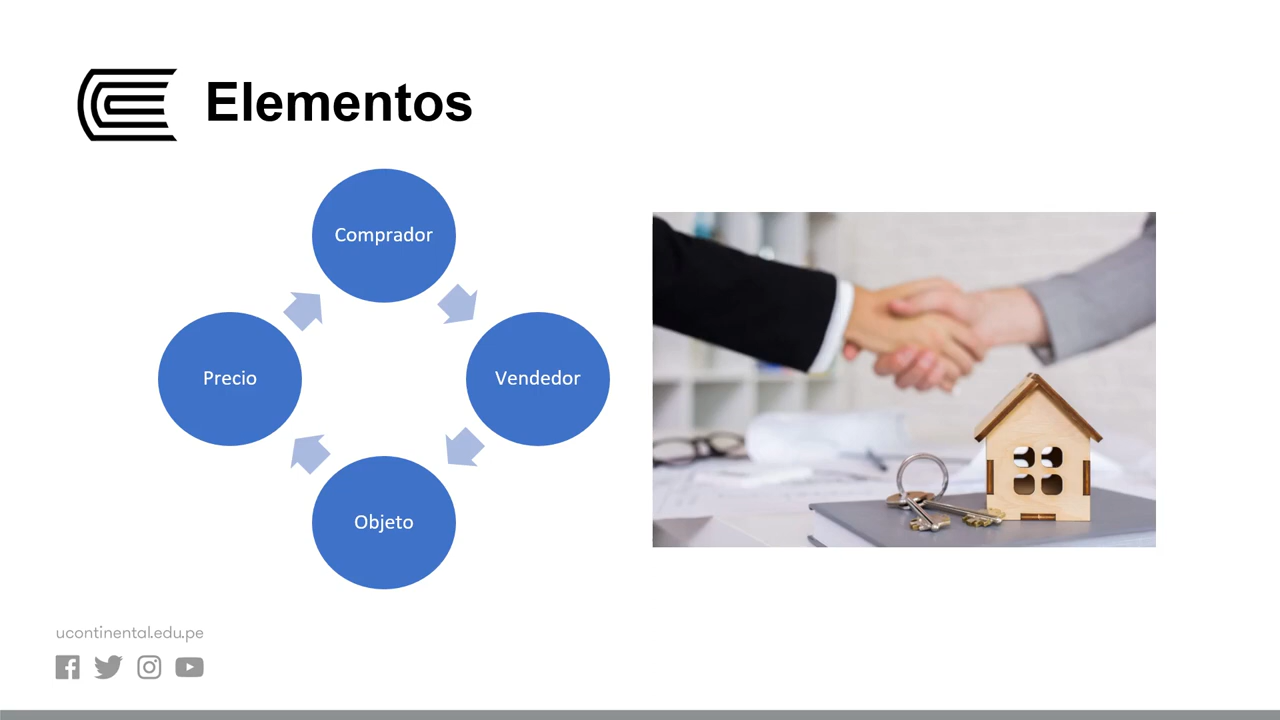 Elementos
Comprador
Vendedor
Objeto
Precio
ucontinental.edu.pe